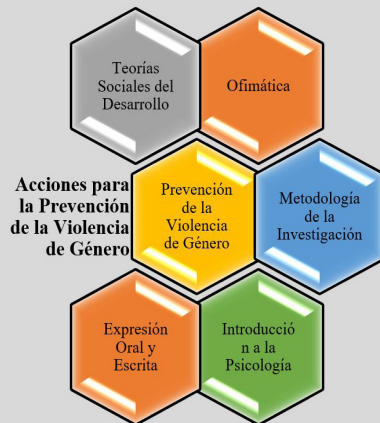 Teorías
Sociales del
Desarrollo
Ofimática
Acciones para
la Prevención
de la Violencia
de Género
Prevención
de la
Violencia
de Género
Metodología
de la
Investigación
Expresión
Oral y
Escrita
Introducció
n a la
Psicología